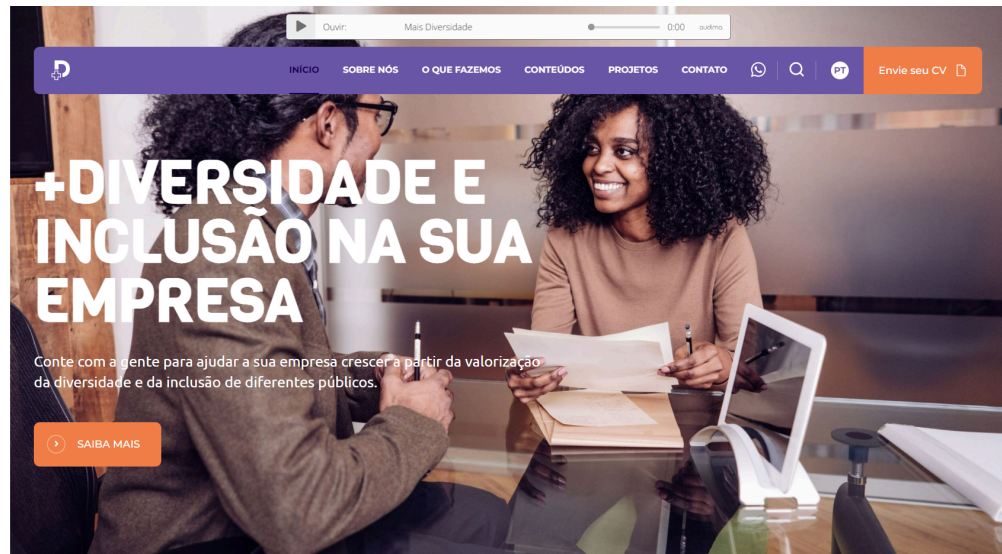 Ouvir: Mais Diversidade 0:00 audima
INÍCIO SOBRE NÓS O QUE FAZEMOS CONTEÚDOS PROJETOS CONTATO PT Envie seu CV
+DIVERSIDADE E
INCLUSÃO NA SUA
EMPRESA
Conte com a gente para ajudar a sua empresa crescer a partir da valorização
da diversidade e da inclusão de diferentes públicos.
SAIBA MAIS